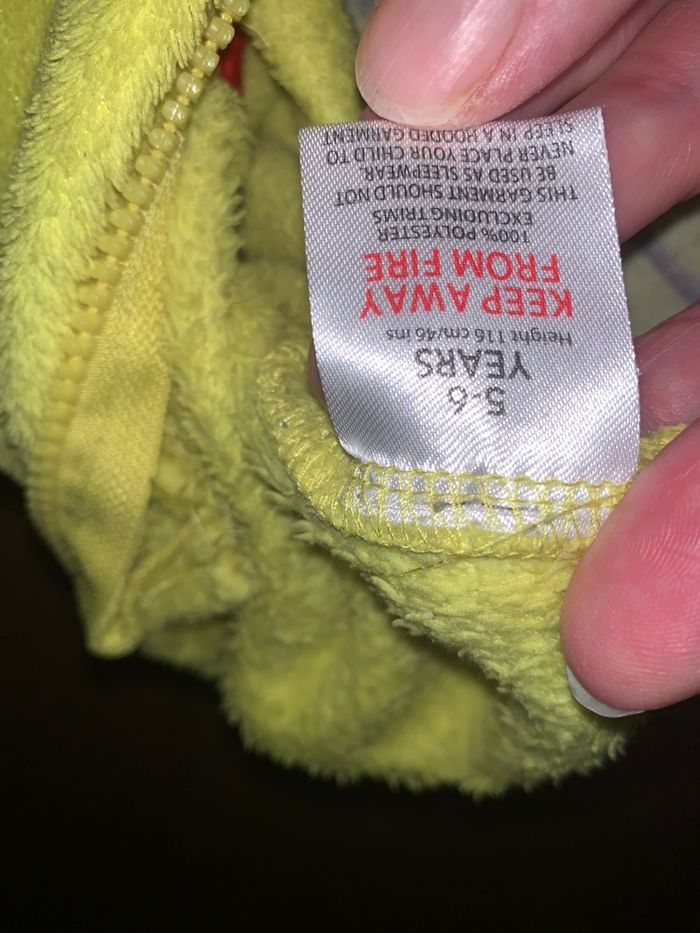 5-6
YEARS
Height 116 cm/46 ins
KEEP AWAY
FROM FIRE
100% POLYESTER
EXCLUDING TRIMS
THIS GARMENT SHOULD NOT
BE USED AS SLEEPWEAR.
NEVER PLACE YOUR CHILD TO
SLEEP IN A HOODED GARMENT